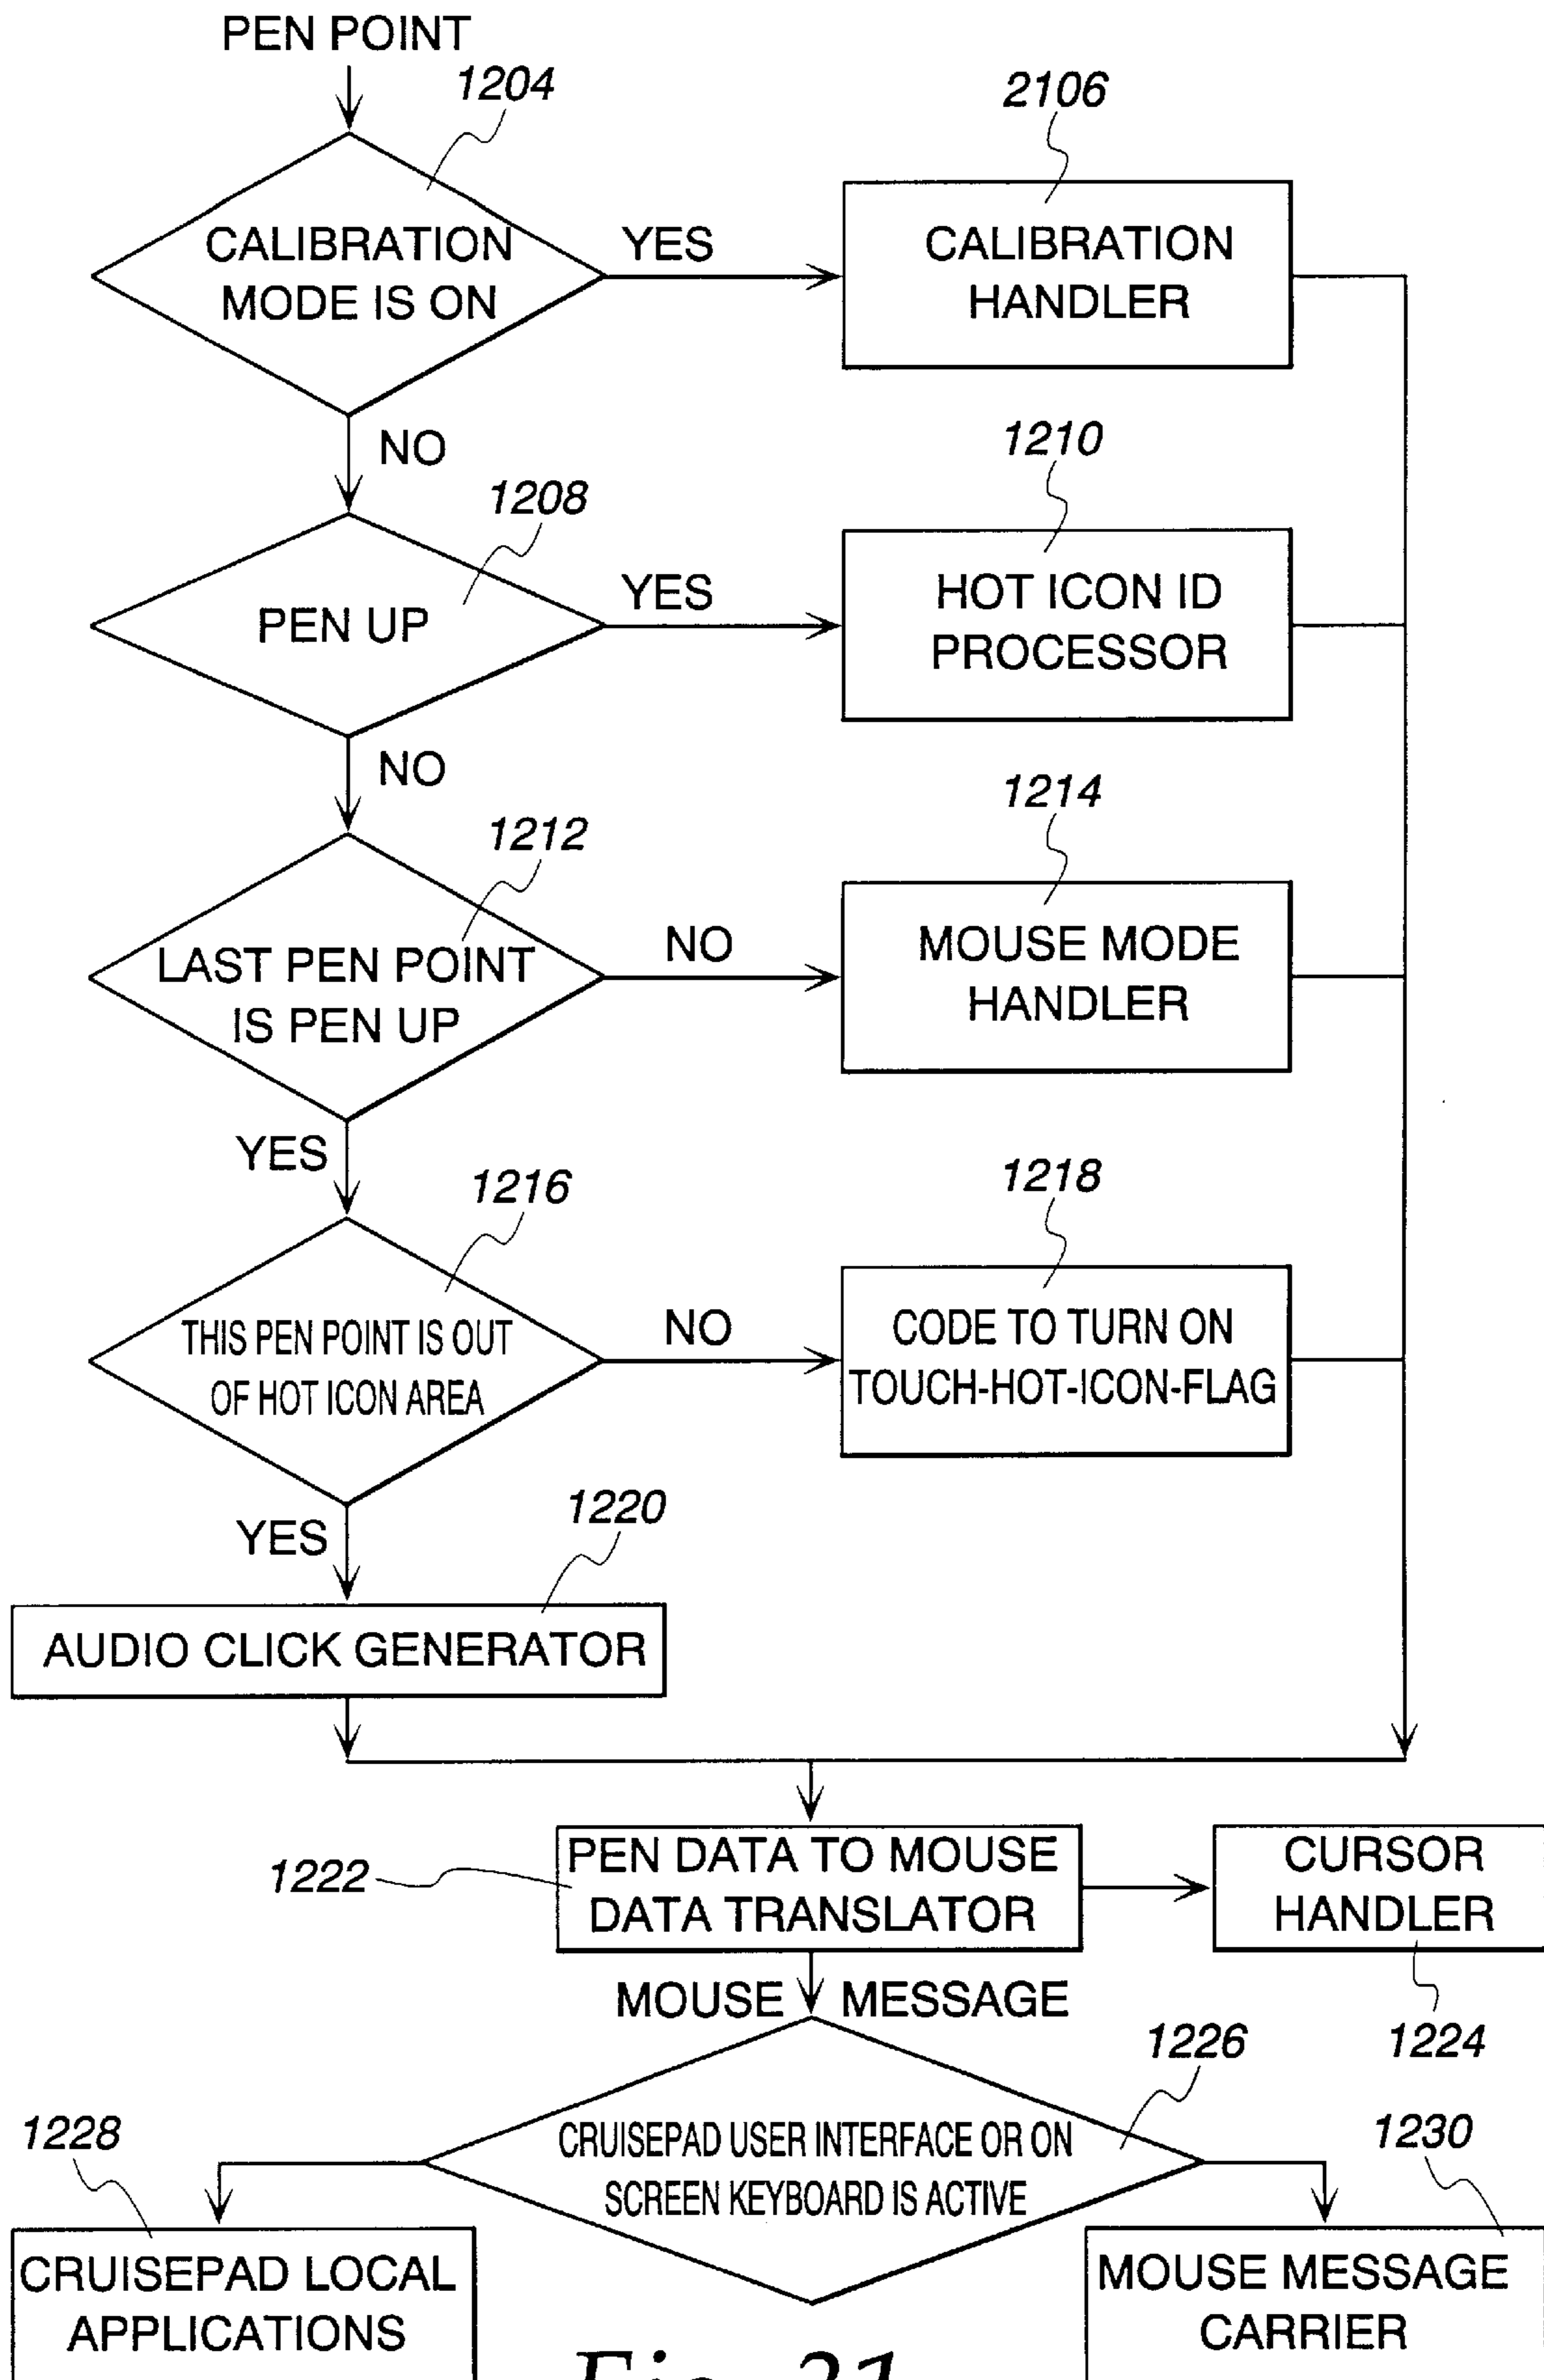 PEN POINT
1204
2106
CALIBRATION
MODE IS ON
YES
CALIBRATION
HANDLER
NO
1208
1210
PEN UP
YES
HOT ICON ID
PROCESSOR
NO
1212
1214
LAST PEN POINT
IS PEN UP
NO
MOUSE MODE
HANDLER
YES
1216
1218
THIS PEN POINT IS OUT
OF HOT ICON AREA
NO
CODE TO TURN ON
TOUCH-HOT-ICON-FLAG
YES
1220
AUDIO CLICK GENERATOR
1222
PEN DATA TO MOUSE
DATA TRANSLATOR
CURSOR
HANDLER
MOUSE MESSAGE
1224
1226
1228
CRUISEPAD USER INTERFACE OR ON
SCREEN KEYBOARD IS ACTIVE
1230
CRUISEPAD LOCAL
APPLICATIONS
MOUSE MESSAGE
CARRIER
Fig. 21